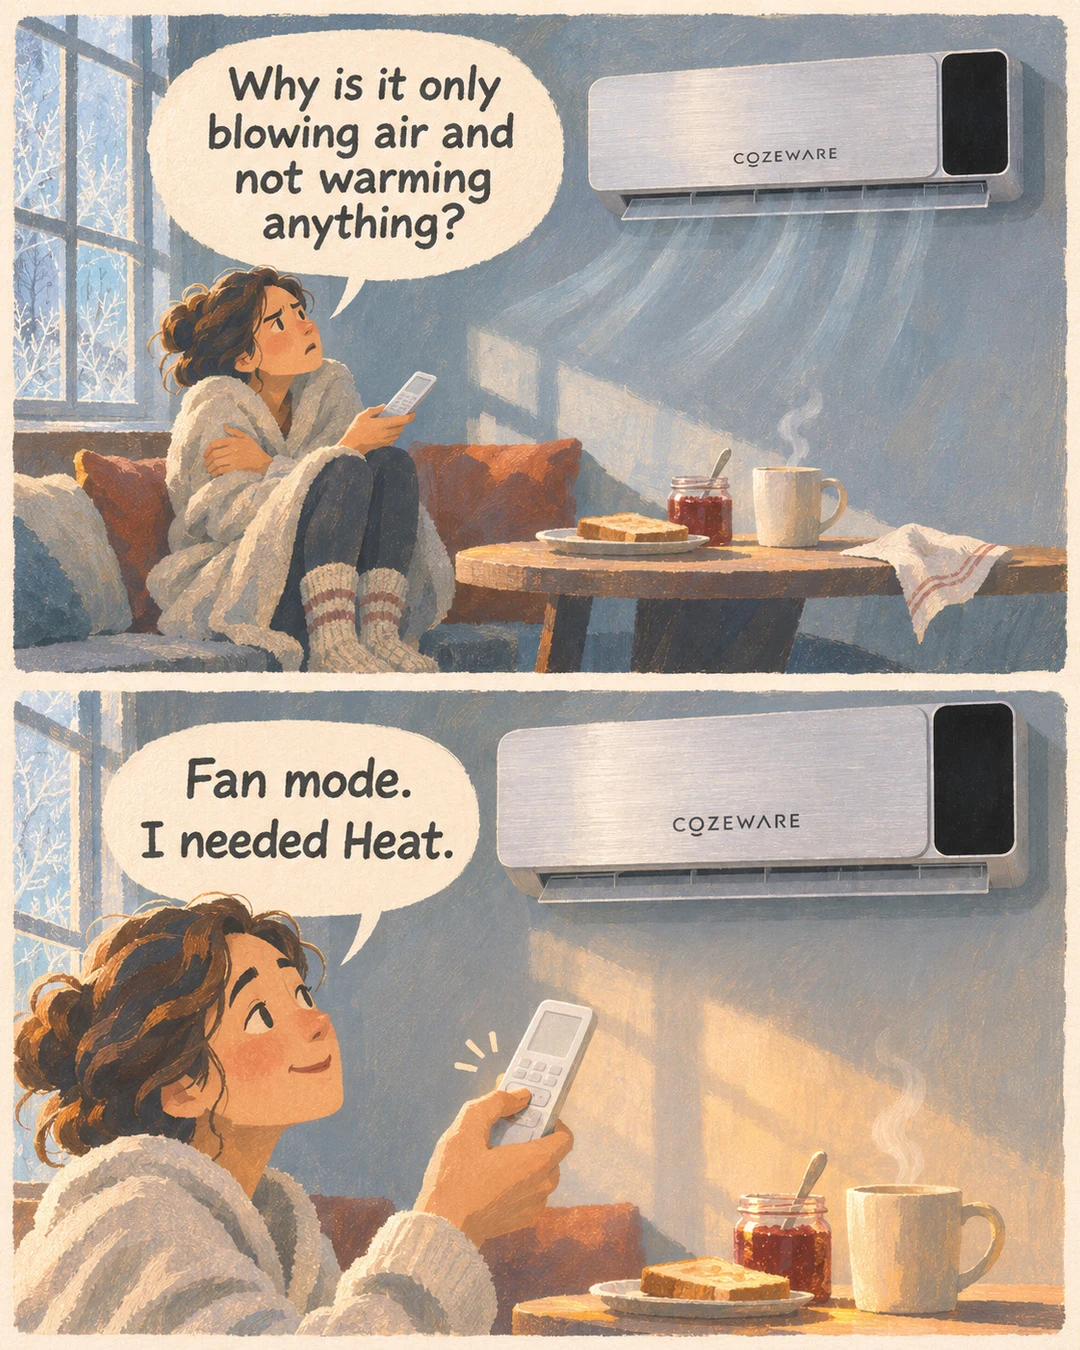 Why is it only
blowing air and
not warming
anything?
COZEWARE
Fan mode.
I needed Heat.
COZEWARE